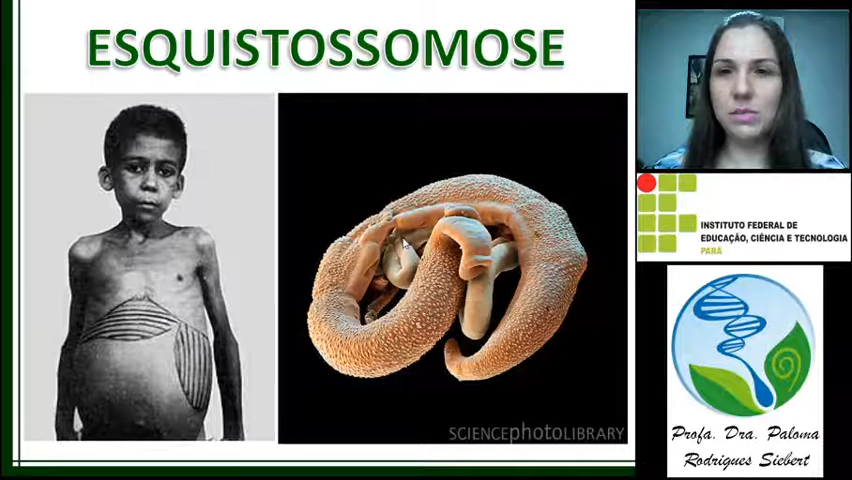 ESQUISTOSSOMOSE
SCIENCEphotoLIBRARY
INSTITUTO FEDERAL DE
EDUCAÇÃO, CIÊNCIA E TECNOLOGIA
PARÁ
Profa. Dra. Paloma
Rodrigues Siebert